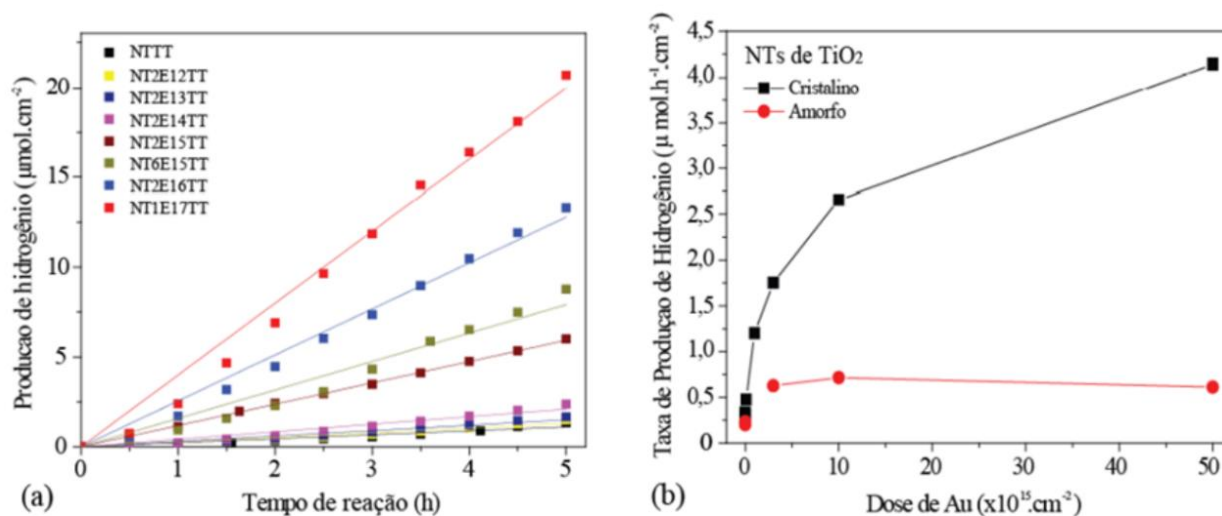 20
15
10
5
0
Producao de hidrogênio (µmol.cm⁻²)
NTTT
NT2E12TT
NT2E13TT
NT2E14TT
NT2E15TT
NT6E15TT
NT2E16TT
NT1E17TT
0 1 2 3 4 5
Tempo de reação (h)
(a)
4,5
4,0
3,5
3,0
2,5
2,0
1,5
1,0
0,5
0
Taxa de Produçao de Hidrogênio (µ mol.h⁻¹.cm⁻²)
NTs de TiO₂
Cristalino
Amorfo
0 10 20 30 40 50
Dose de Au (x10¹⁵.cm⁻²)
(b)